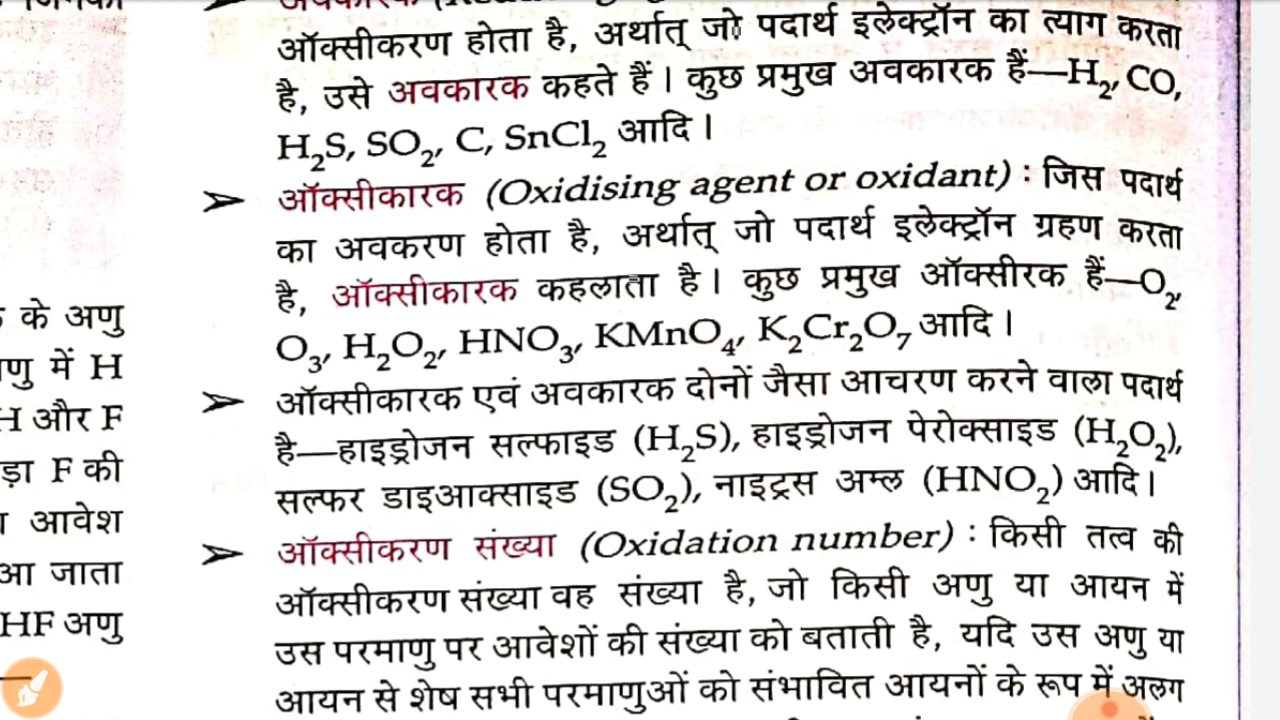 ऑक्सीकरण होता है, अर्थात् जो पदार्थ इलेक्ट्रॉन का त्याग करता
है, उसे अवकारक कहते हैं। कुछ प्रमुख अवकारक हैं—H₂, CO,
H₂S, SO₂, C, SnCl₂ आदि।
➢ ऑक्सीकारक (Oxidising agent or oxidant) : जिस पदार्थ
का अवकरण होता है, अर्थात् जो पदार्थ इलेक्ट्रॉन ग्रहण करता
है, ऑक्सीकारक कहलाता है। कुछ प्रमुख ऑक्सीरक हैं—O₂,
O₃, H₂O₂, HNO₃, KMnO₄, K₂Cr₂O₇ आदि।
➢ ऑक्सीकारक एवं अवकारक दोनों जैसा आचरण करने वाला पदार्थ
है—हाइड्रोजन सल्फाइड (H₂S), हाइड्रोजन पेरोक्साइड (H₂O₂),
सल्फर डाइआक्साइड (SO₂), नाइट्रस अम्ल (HNO₂) आदि।
➢ ऑक्सीकरण संख्या (Oxidation number) : किसी तत्व की
ऑक्सीकरण संख्या वह संख्या है, जो किसी अणु या आयन में
उस परमाणु पर आवेशों की संख्या को बताती है, यदि उस अणु या
आयन से शेष सभी परमाणुओं को संभावित आयनों के रूप में अलग
के अणु
में H
और F
F की
आवेश
जाता
HF अणु